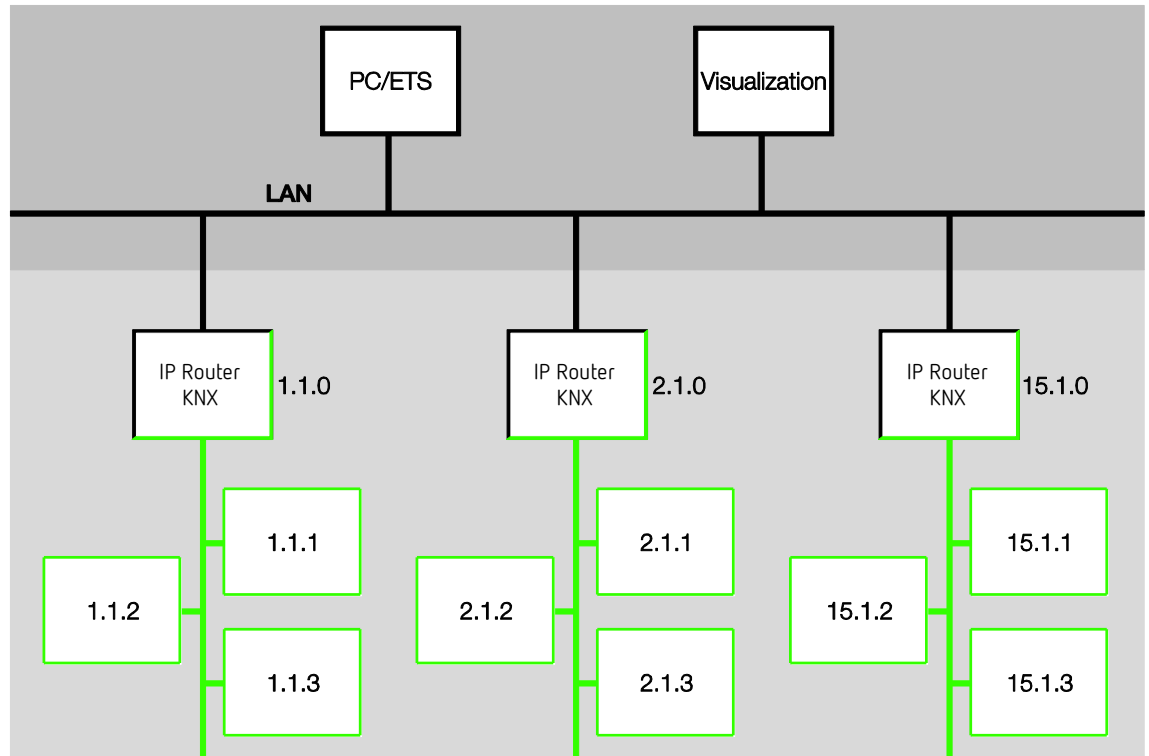 PC/ETS
Visualization
LAN
IP Router
KNX
1.1.0
IP Router
KNX
2.1.0
IP Router
KNX
15.1.0
1.1.1
2.1.1
15.1.1
1.1.2
2.1.2
15.1.2
1.1.3
2.1.3
15.1.3